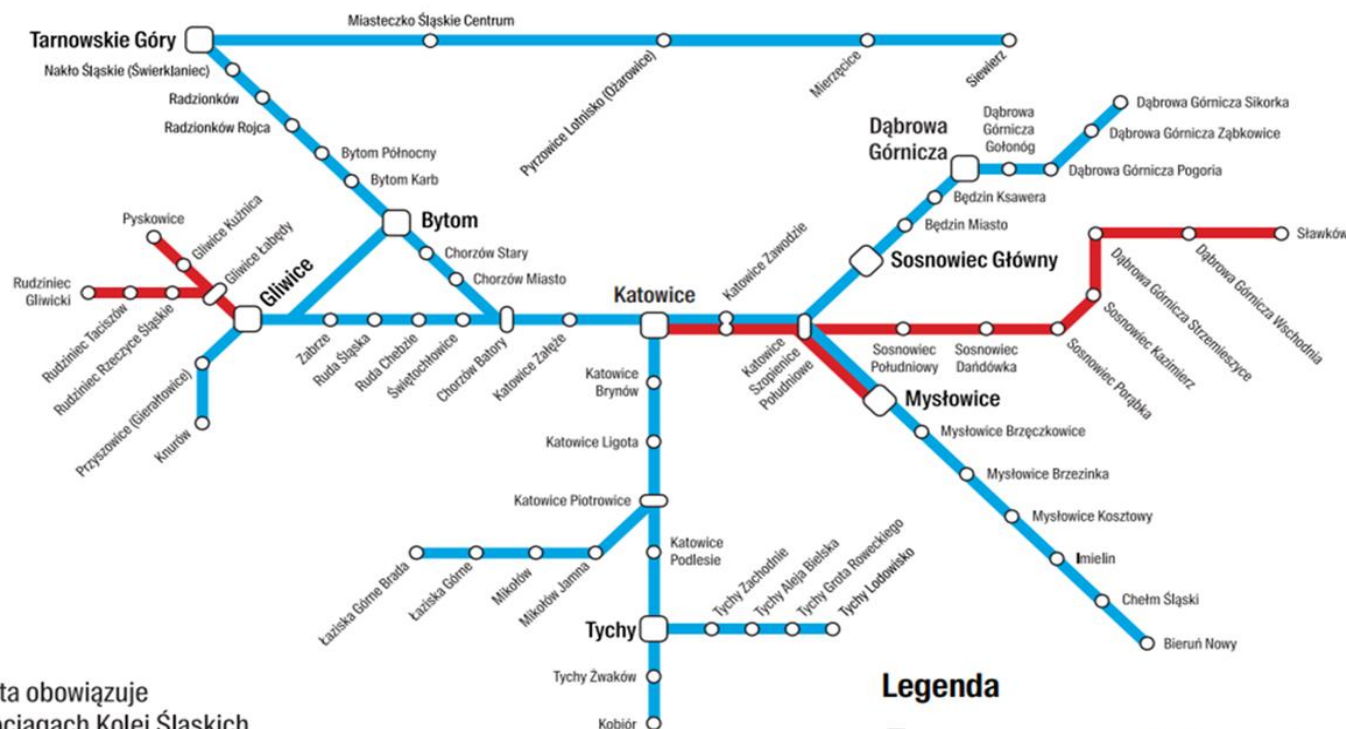 Miasteczko Śląskie Centrum
Tarnowskie Góry
Nakło Śląskie (Świerklaniec)
Radzionków
Radzionków Rojca
Bytom Północny
Bytom Karb
Pyrzowice Lotnisko (Ożarowice)
Mierzęcice
Siewierz
Dąbrowa Górnicza Sikorka
Dąbrowa
Górnicza
Gołonóg
Dąbrowa
Górnicza
Dąbrowa Górnicza Ząbkowice
Dąbrowa Górnicza Pogoria
Będzin Ksawera
Będzin Miasto
Bytom
Pyskowice
Gliwice Kuźnica
Gliwice Łabędy
Gliwice
Chorzów Stary
Chorzów Miasto
Katowice Zawodzie
Sosnowiec Główny
Sławków
Rudziniec
Gliwicki
Rudziniec Taciszów
Rudziniec Rzeczyce Śląskie
Katowice
Zabrze
Ruda Śląska
Ruda Chebzie
Świętochłowice
Chorzów Batory
Katowice Załęże
Katowice
Szopienice
Południowe
Sosnowiec
Południowy
Sosnowiec
Dańdówka
Sosnowiec Porąbka
Sosnowiec Kazimierz
Dąbrowa Górnicza Strzemieszyce
Dąbrowa Górnicza Wschodnia
Przyszowice (Gierałtowice)
Knurów
Katowice
Brynów
Mysłowice
Mysłowice Brzęczkowice
Katowice Ligota
Mysłowice Brzezinka
Katowice Piotrowice
Mysłowice Kosztowy
Katowice
Podlesie
Imielin
Łaziska Górne Brada
Łaziska Górne
Mikołów
Mikołów Jamna
Tychy Zachodnie
Tychy Aleja Bielska
Tychy Grota Roweckiego
Tychy Lodowisko
Chełm Śląski
Tychy
Bieruń Nowy
Tychy Żwaków
Kobiór
Legenda
ta obowiązuje
ociągach Kolei Śląskich